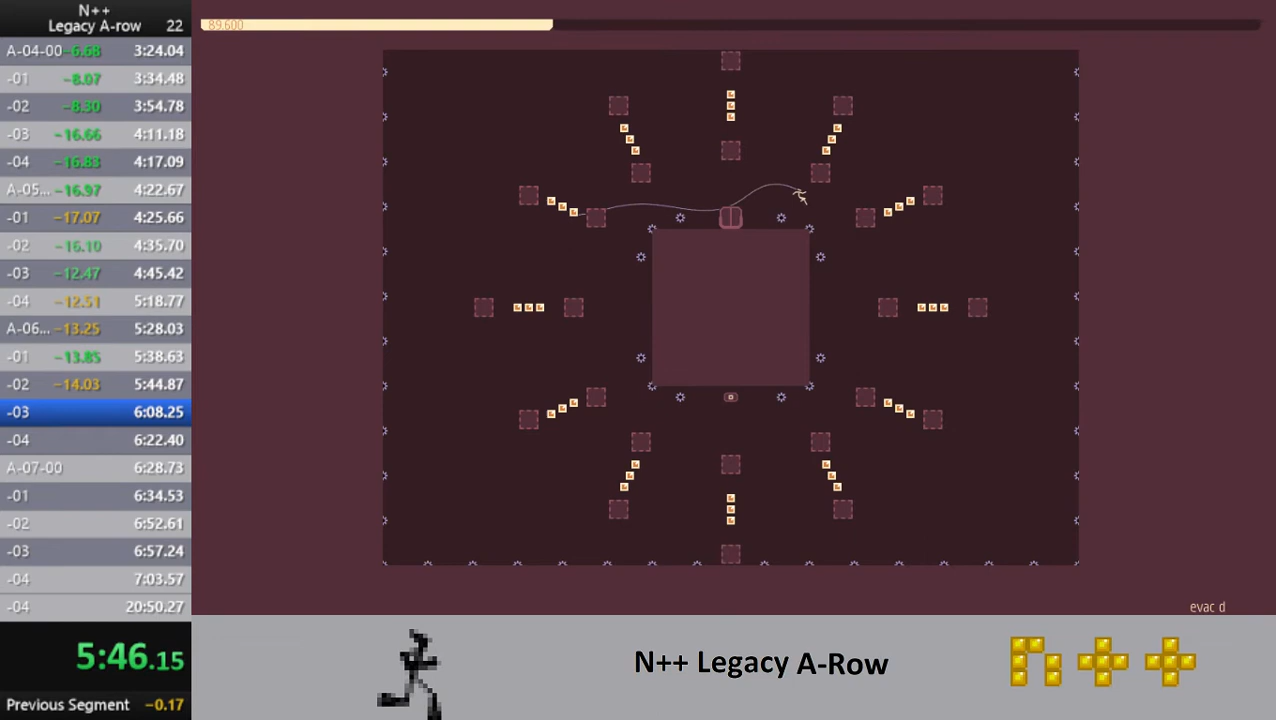 N++
Legacy A-row 22
A-04-00 -6.68 3:24.04
-01 -8.07 3:34.48
-02 -8.30 3:54.78
-03 -16.66 4:11.18
-04 -16.83 4:17.09
A-05... -16.97 4:22.67
-01 -17.07 4:25.66
-02 -16.10 4:35.70
-03 -12.47 4:45.42
-04 -12.51 5:18.77
A-06... -13.25 5:28.03
-01 -13.85 5:38.63
-02 -14.03 5:44.87
-03 6:08.25
-04 6:22.40
A-07-00 6:28.73
-01 6:34.53
-02 6:52.61
-03 6:57.24
-04 7:03.57
-04 20:50.27
5:46.15
Previous Segment -0.17
89.600
evac d
N++ Legacy A-Row
n++